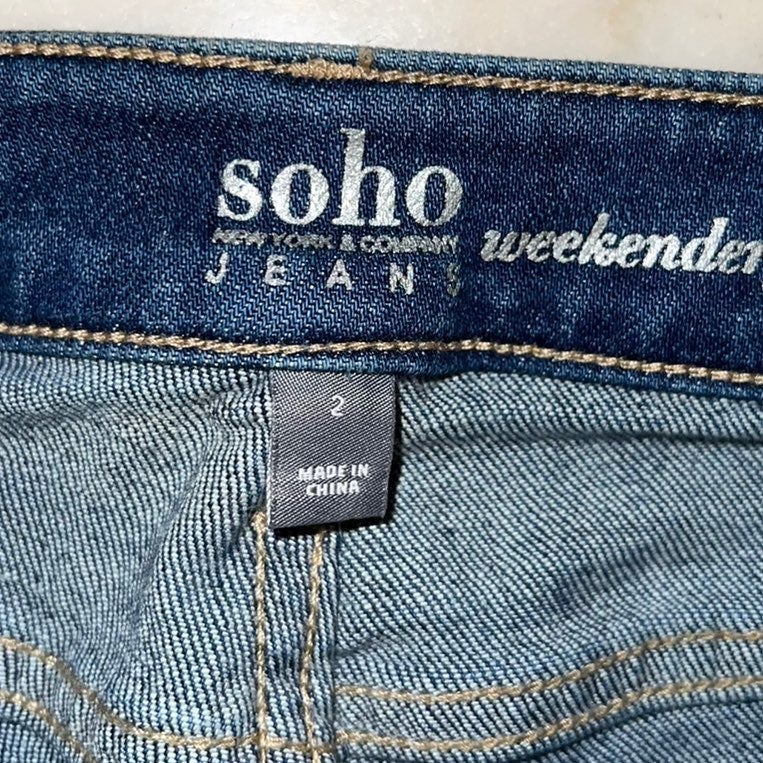 soho
NEW YORK & COMPANY
JEANS
weekender
2
MADE IN
CHINA